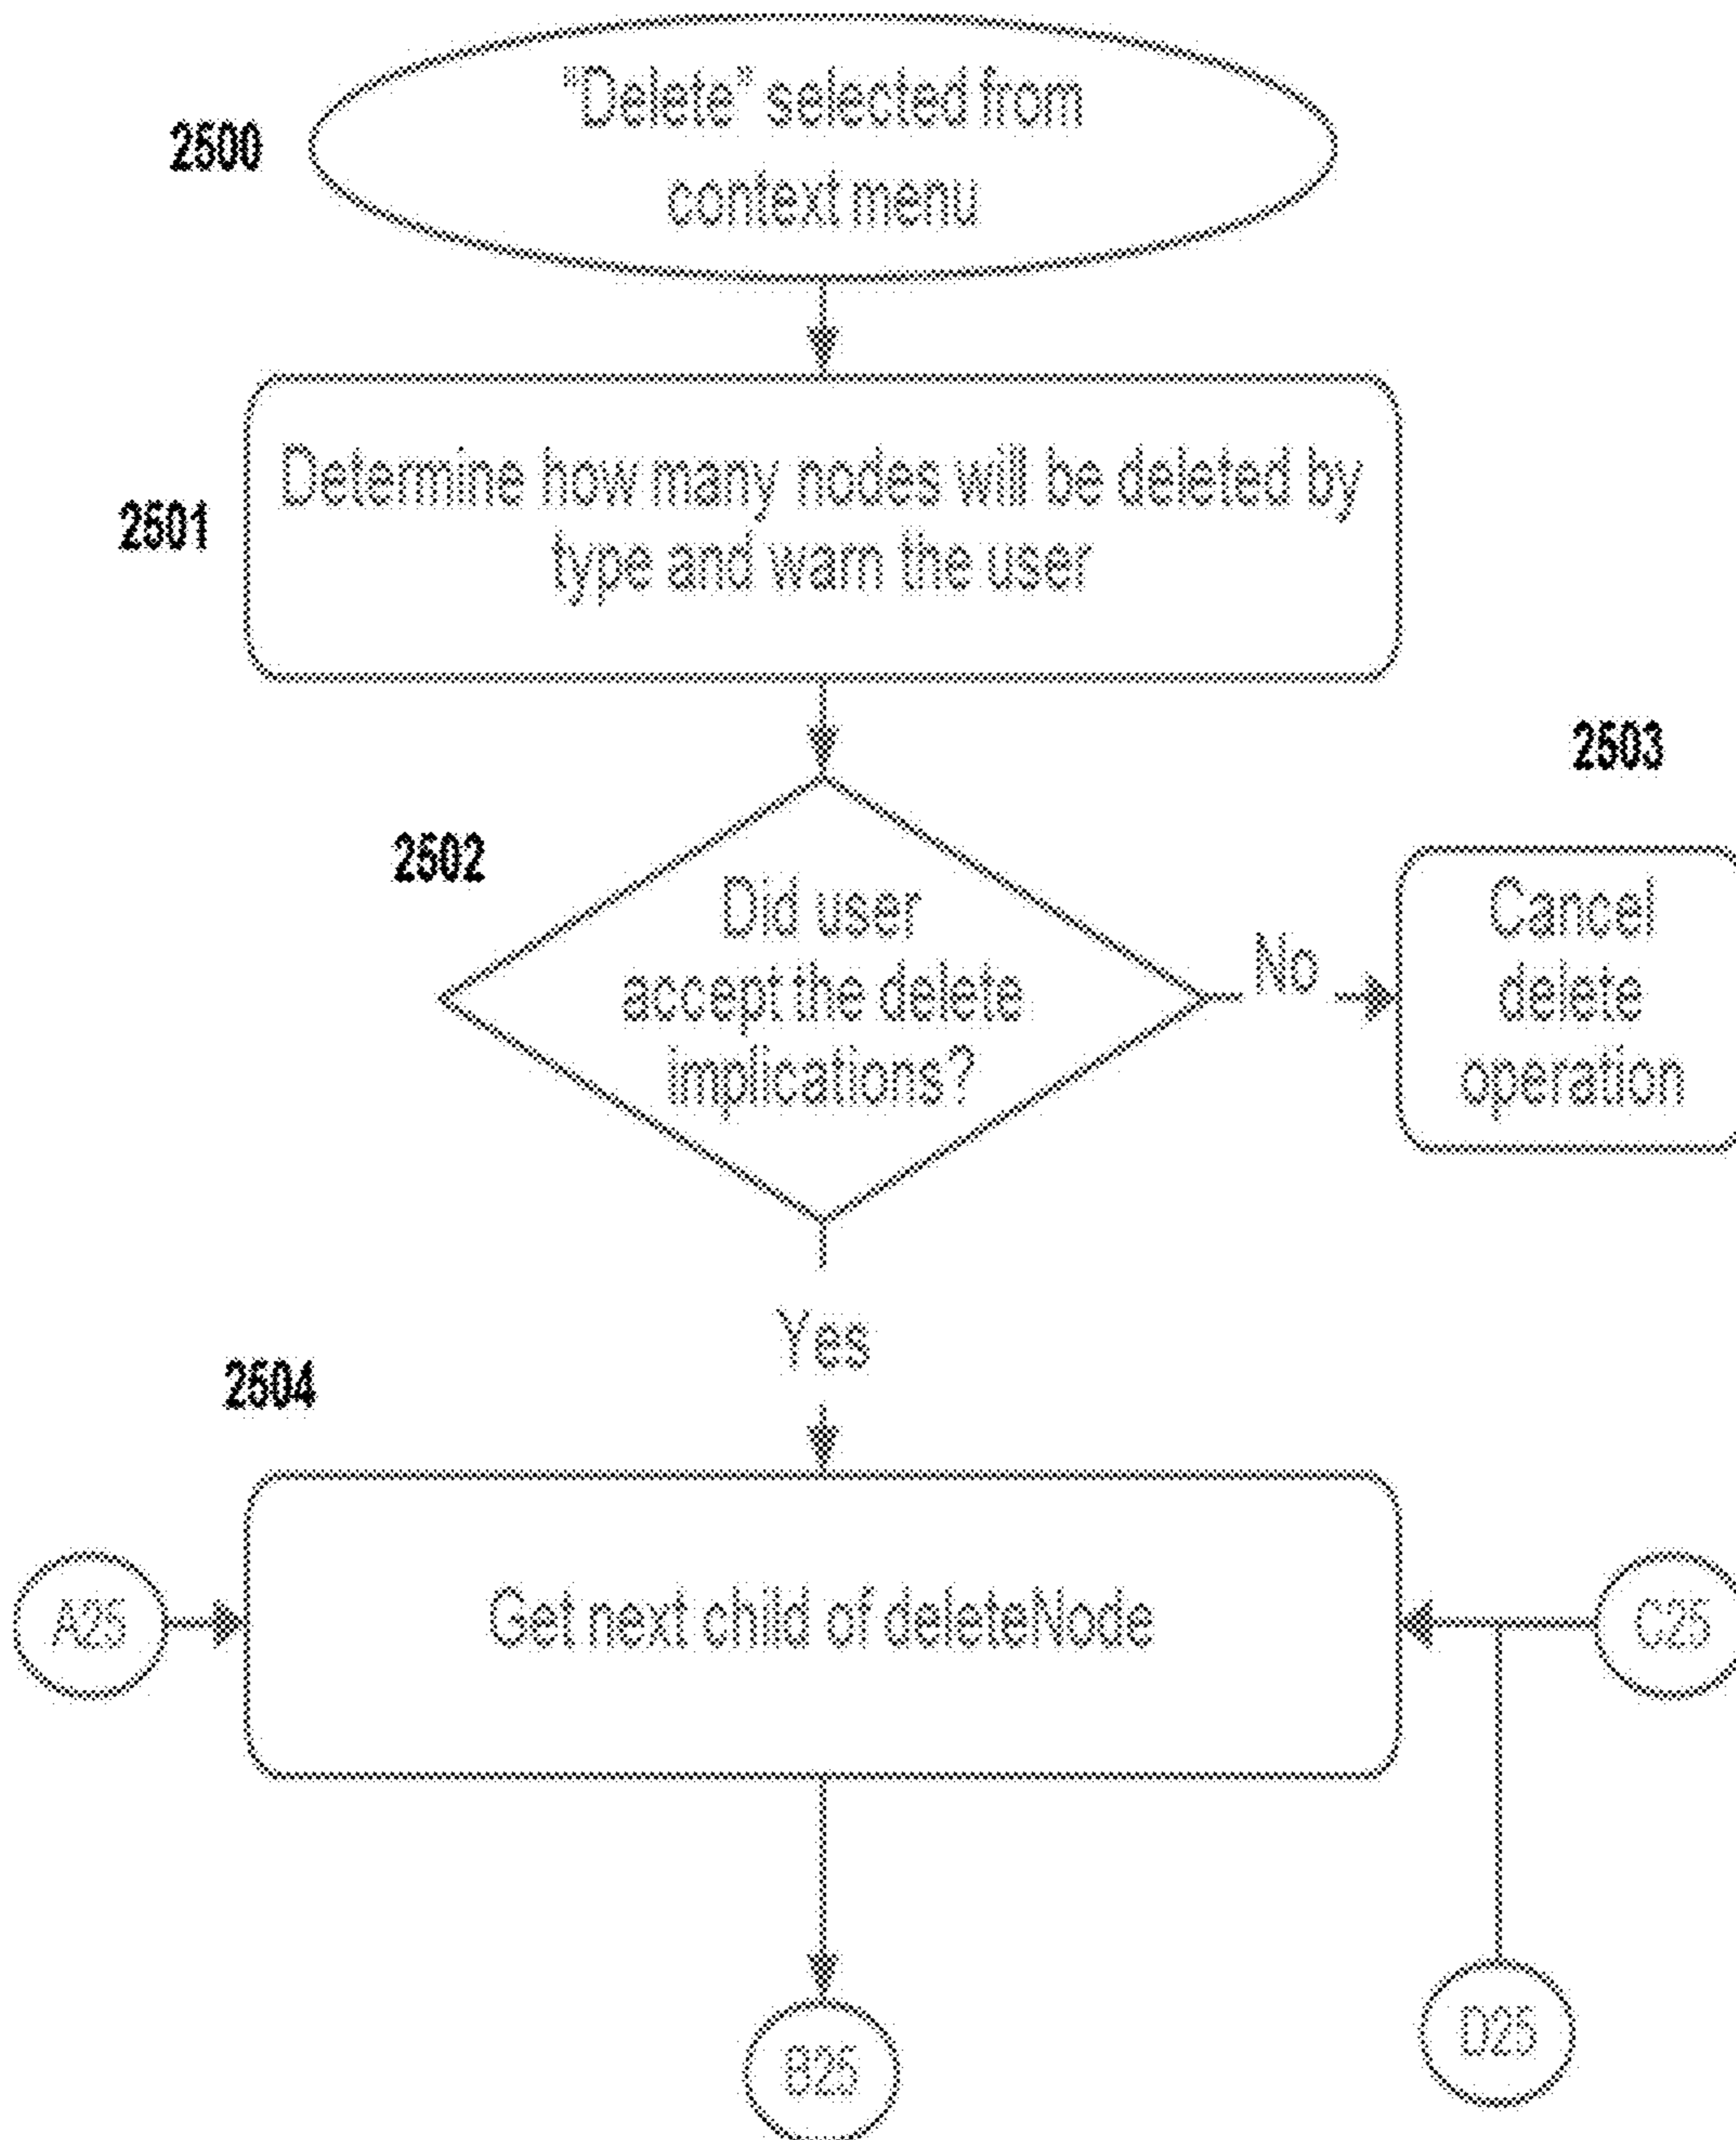 2500
"Delete" selected from
context menu
2501
Determine how many nodes will be deleted by
type and warn the user
2503
2502
Did user
accept the delete
implications?
No
Cancel
delete
operation
Yes
2504
A25
Get next child of deleteNode
C25
B25
D25